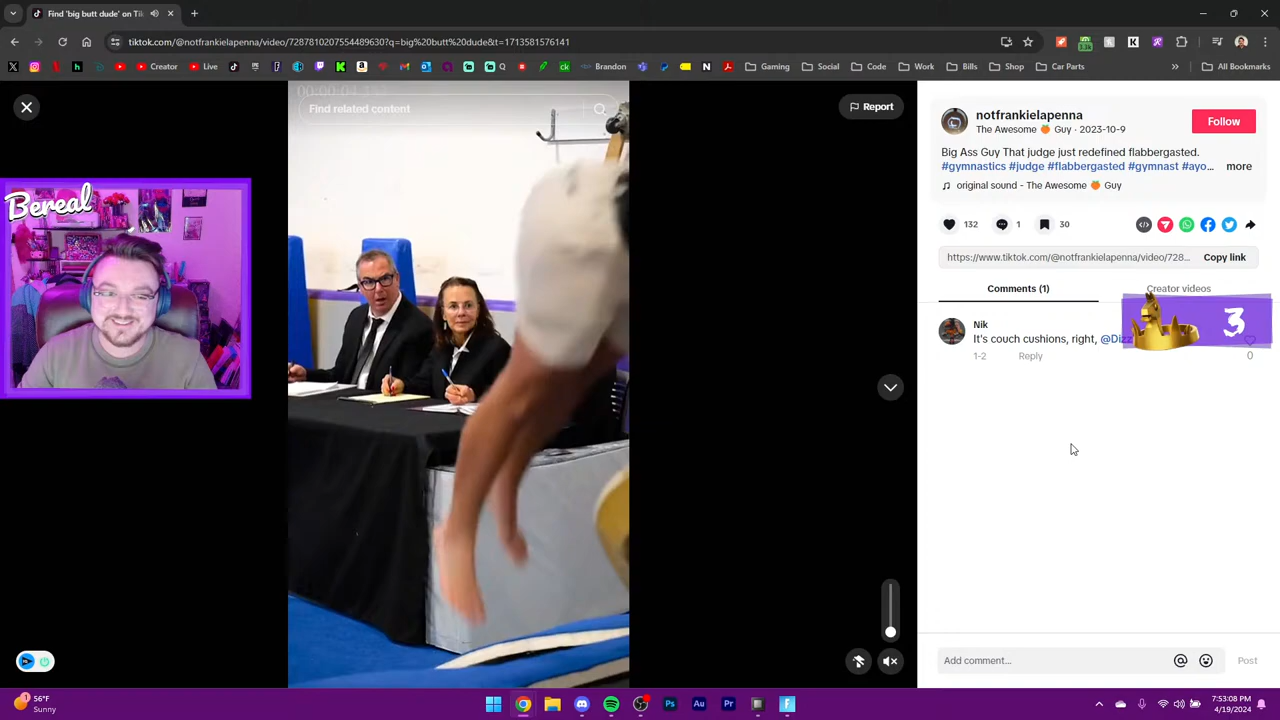 Find 'big butt dude' on Tik
tiktok.com/@notfrankielapenna/video/7287810207554489630?q=big%20butt%20dude&t=1713581576141
3.3k
Creator
Live
Brandon
Gaming
Social
Code
Work
Bills
Shop
Car Parts
All Bookmarks
Find related content
Report
notfrankielapenna
The Awesome 🍑 Guy · 2023-10-9
Follow
Big Ass Guy That judge just redefined flabbergasted.
#gymnastics #judge #flabbergasted #gymnast #ayo... more
original sound - The Awesome 🍑 Guy
132
1
30
https://www.tiktok.com/@notfrankielapenna/video/728...
Copy link
Comments (1)
Creator videos
Bereal
3
Nik
It's couch cushions, right, @Dizz
1-2
Reply
0
Add comment...
Post
56°F
Sunny
7:53:08 PM
4/19/2024